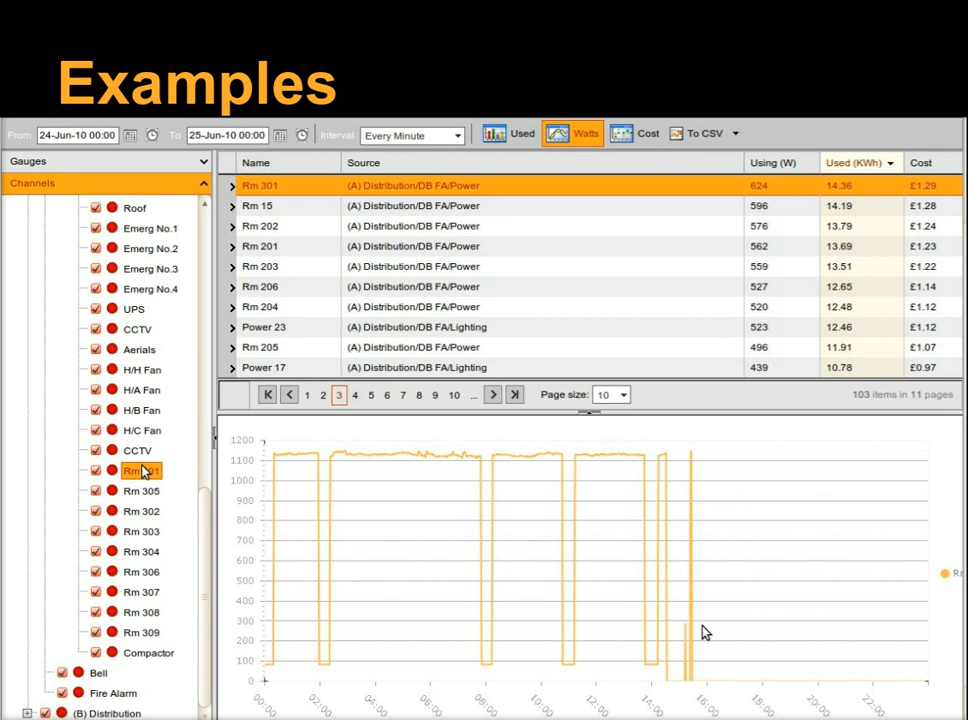 Examples
From 24-Jun-10 00:00 To 25-Jun-10 00:00 Interval Every Minute Used Watts Cost To CSV
Gauges
Channels
Roof
Emerg No.1
Emerg No.2
Emerg No.3
Emerg No.4
UPS
CCTV
Aerials
H/H Fan
H/A Fan
H/B Fan
H/C Fan
CCTV
Rm 301
Rm 305
Rm 302
Rm 303
Rm 304
Rm 306
Rm 307
Rm 308
Rm 309
Compactor
Bell
Fire Alarm
(B) Distribution
Name Source Using (W) Used (KWh) Cost
Rm 301 (A) Distribution/DB FA/Power 624 14.36 £1.29
Rm 15 (A) Distribution/DB FA/Power 596 14.19 £1.28
Rm 202 (A) Distribution/DB FA/Power 576 13.79 £1.24
Rm 201 (A) Distribution/DB FA/Power 562 13.69 £1.23
Rm 203 (A) Distribution/DB FA/Power 559 13.51 £1.22
Rm 206 (A) Distribution/DB FA/Power 527 12.65 £1.14
Rm 204 (A) Distribution/DB FA/Power 520 12.48 £1.12
Power 23 (A) Distribution/DB FA/Lighting 523 12.46 £1.12
Rm 205 (A) Distribution/DB FA/Power 496 11.91 £1.07
Power 17 (A) Distribution/DB FA/Lighting 439 10.78 £0.97
1 2 3 4 5 6 7 8 9 10 ... Page size: 10 103 items in 11 pages
1200
1100
1000
900
800
700
600
500
400
300
200
100
0
00:00 02:00 04:00 06:00 08:00 10:00 12:00 14:00 16:00 18:00 20:00 22:00